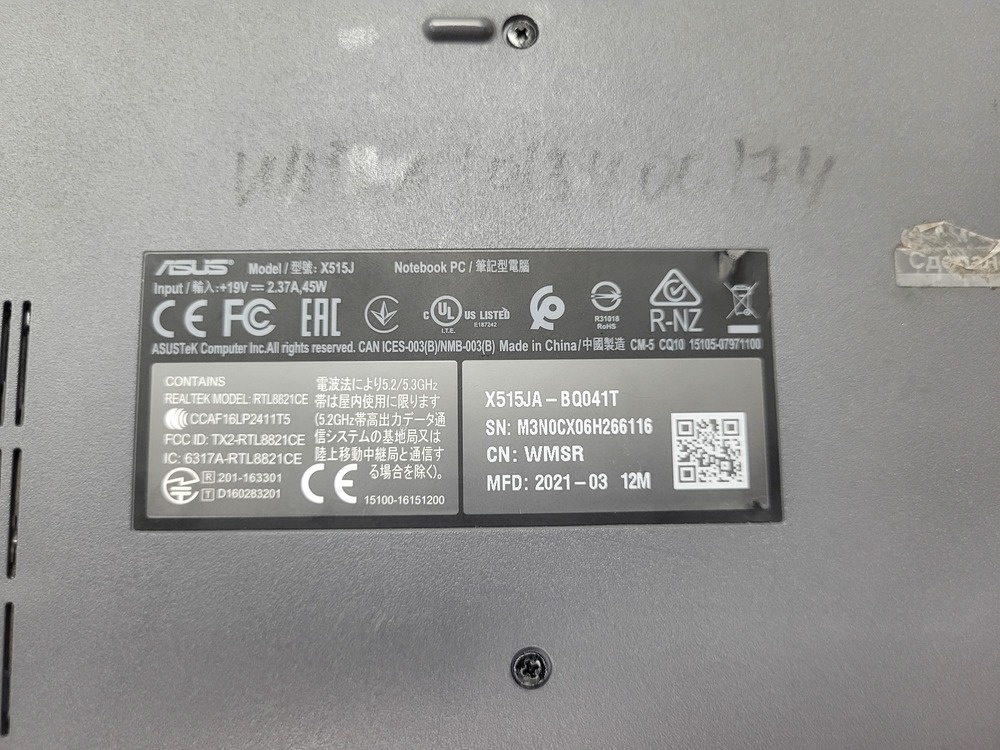 ASUS Model / 型號: X515J Notebook PC / 筆記型電腦
Input / 輸入:+19V 2.37A,45W
CE FC EAC c UL US LISTED
I.T.E. E187242
R31018
RoHS
R-NZ
ASUSTeK Computer Inc.All rights reserved. CAN ICES-003(B)/NMB-003(B) Made in China/中國製造 CM-5 CQ10 15105-07971100
CONTAINS
REALTEK MODEL: RTL8821CE
CCAF16LP2411T5
FCC ID: TX2-RTL8821CE
IC: 6317A-RTL8821CE
R 201-163301
T D160283201
電波法により5.2/5.3GHz
帯は屋内使用に限ります
(5.2GHz帯高出力データ通
信システムの基地局又は
陸上移動中継局と通信す
る場合を除く)。
CE
15100-16151200
X515JA-BQ041T
SN: M3N0CX06H266116
CN: WMSR
MFD: 2021-03 12M
Сделано